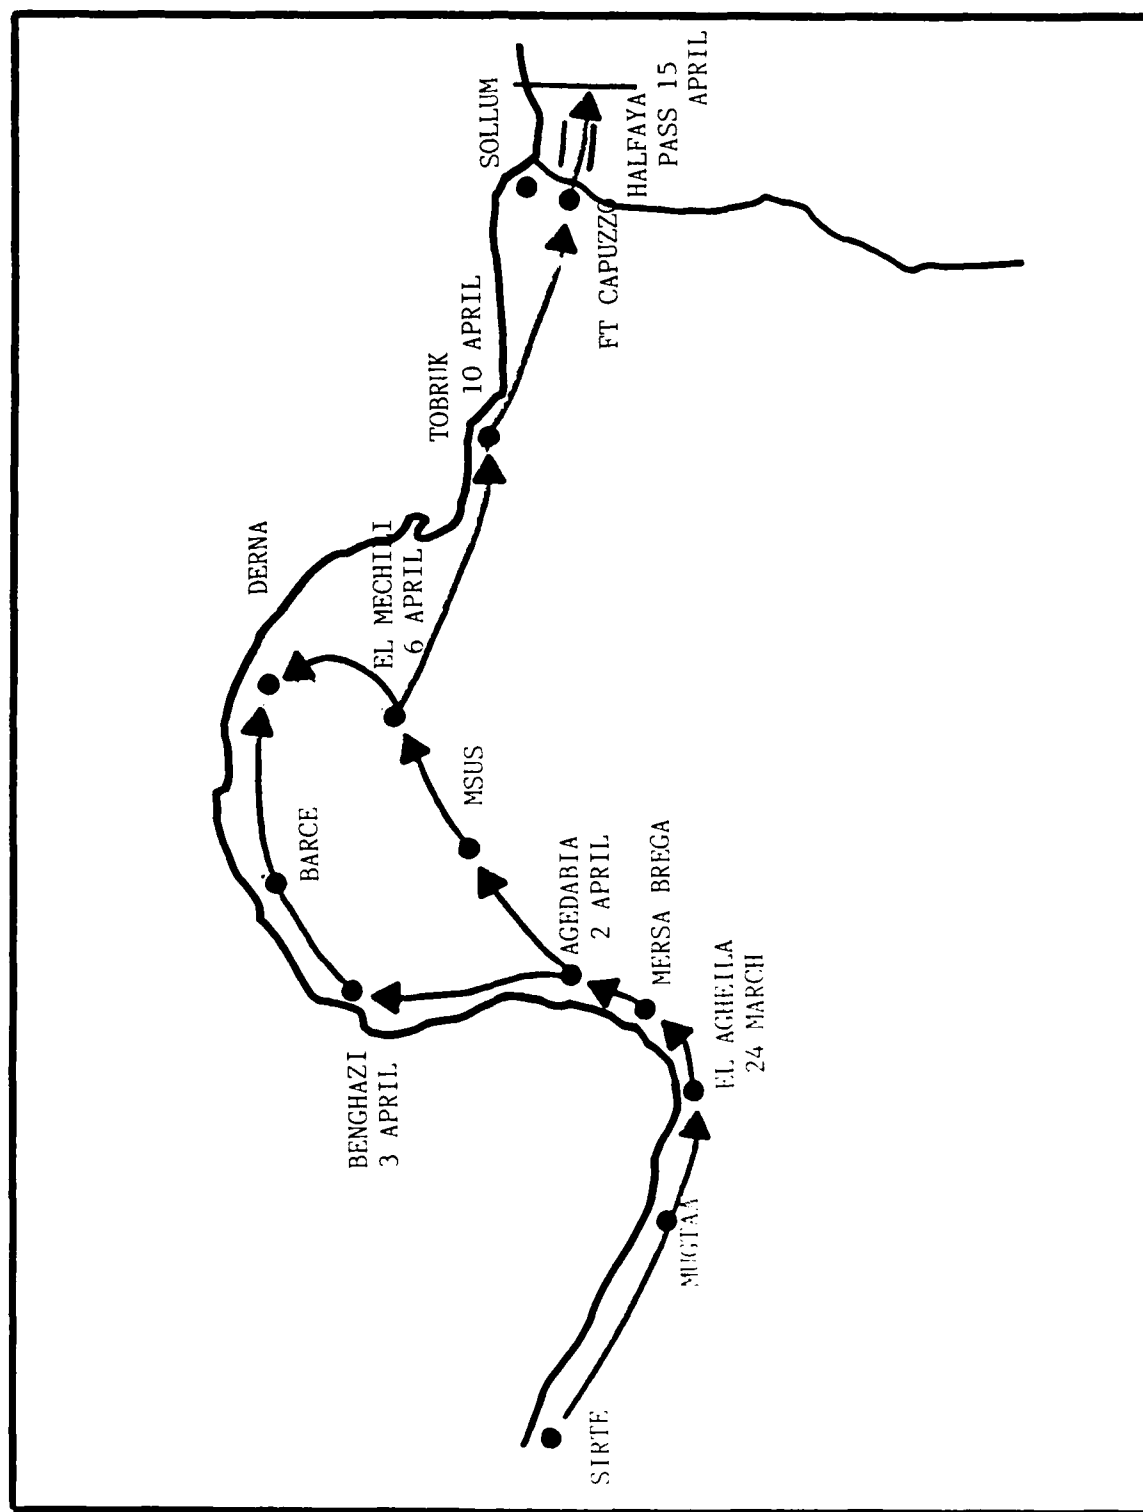 SOLLUM
HALFAYA
PASS 15
APRIL
FT CAPUZZO
TOBRUK
10 APRIL
DERNA
EL MECHILI
6 APRIL
MSUS
BARCE
AGEDABIA
2 APRIL
MERSA BREGA
BENGHAZI
3 APRIL
EL AGHEILA
24 MARCH
MUGTAA
SIRTE